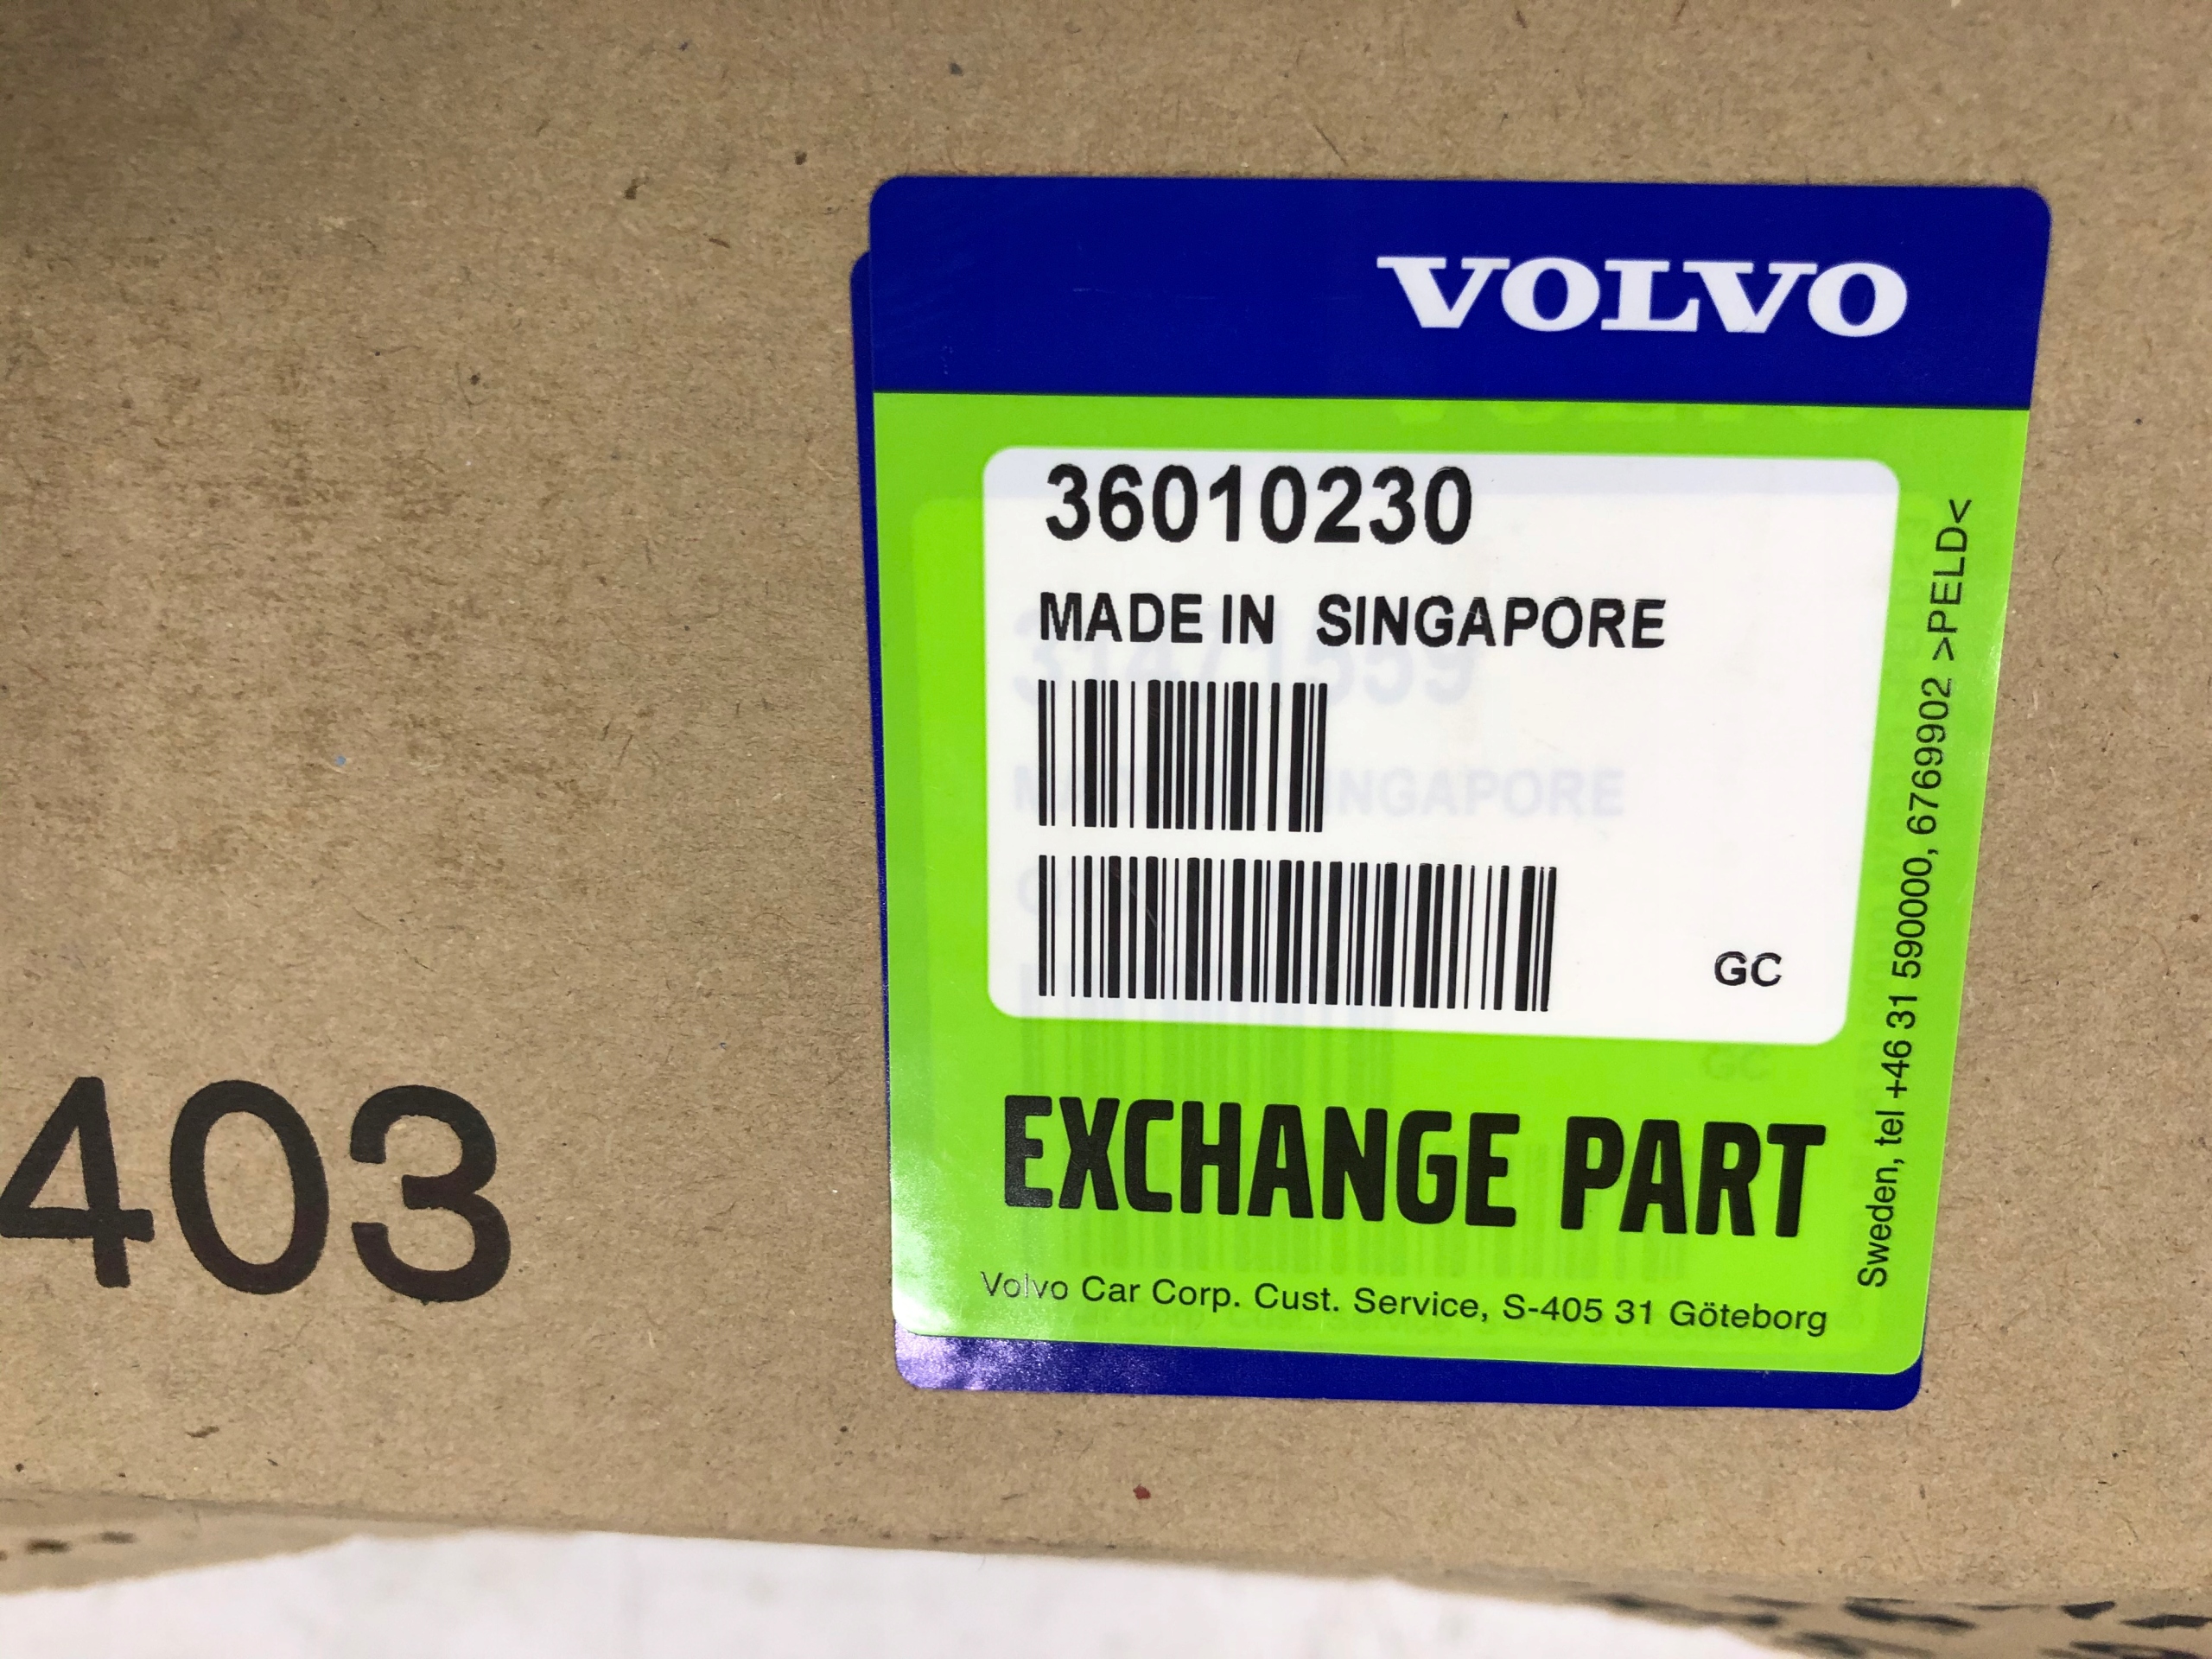 VOLVO
36010230
MADE IN SINGAPORE
GC
EXCHANGE PART
Volvo Car Corp. Cust. Service, S-405 31 Göteborg
Sweden, tel +46 31 590000, 6769902 >PELD<
403